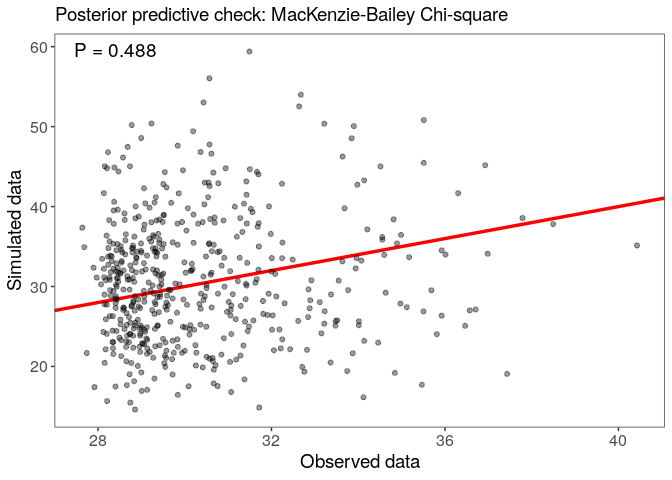 Posterior predictive check: MacKenzie-Bailey Chi-square
P = 0.488
60
50
40
30
20
Simulated data
28 32 36 40
Observed data